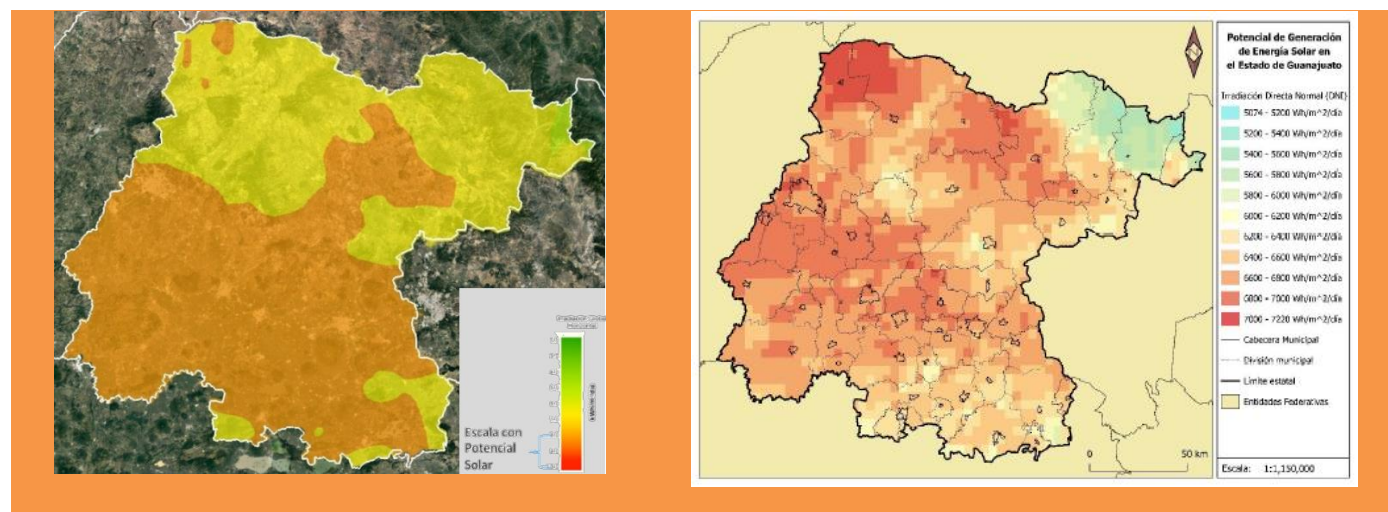 Escala con
Potencial
Solar
Potencial de Generación
de Energía Solar en
el Estado de Guanajuato
Irradiación Directa Normal (DNI)
5074 - 5200 Wh/m^2/día
5200 - 5400 Wh/m^2/día
5400 - 5600 Wh/m^2/día
5600 - 5800 Wh/m^2/día
5800 - 6000 Wh/m^2/día
6000 - 6200 Wh/m^2/día
6200 - 6400 Wh/m^2/día
6400 - 6600 Wh/m^2/día
6600 - 6800 Wh/m^2/día
6800 - 7000 Wh/m^2/día
7000 - 7220 Wh/m^2/día
Cabecera Municipal
División municipal
Límite estatal
Entidades Federativas
0 50 km
Escala: 1:1,150,000